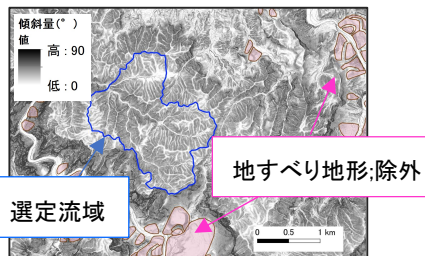 傾斜量(°)
値
高 : 90
低 : 0
地すべり地形;除外
選定流域
0 0.5 1 km